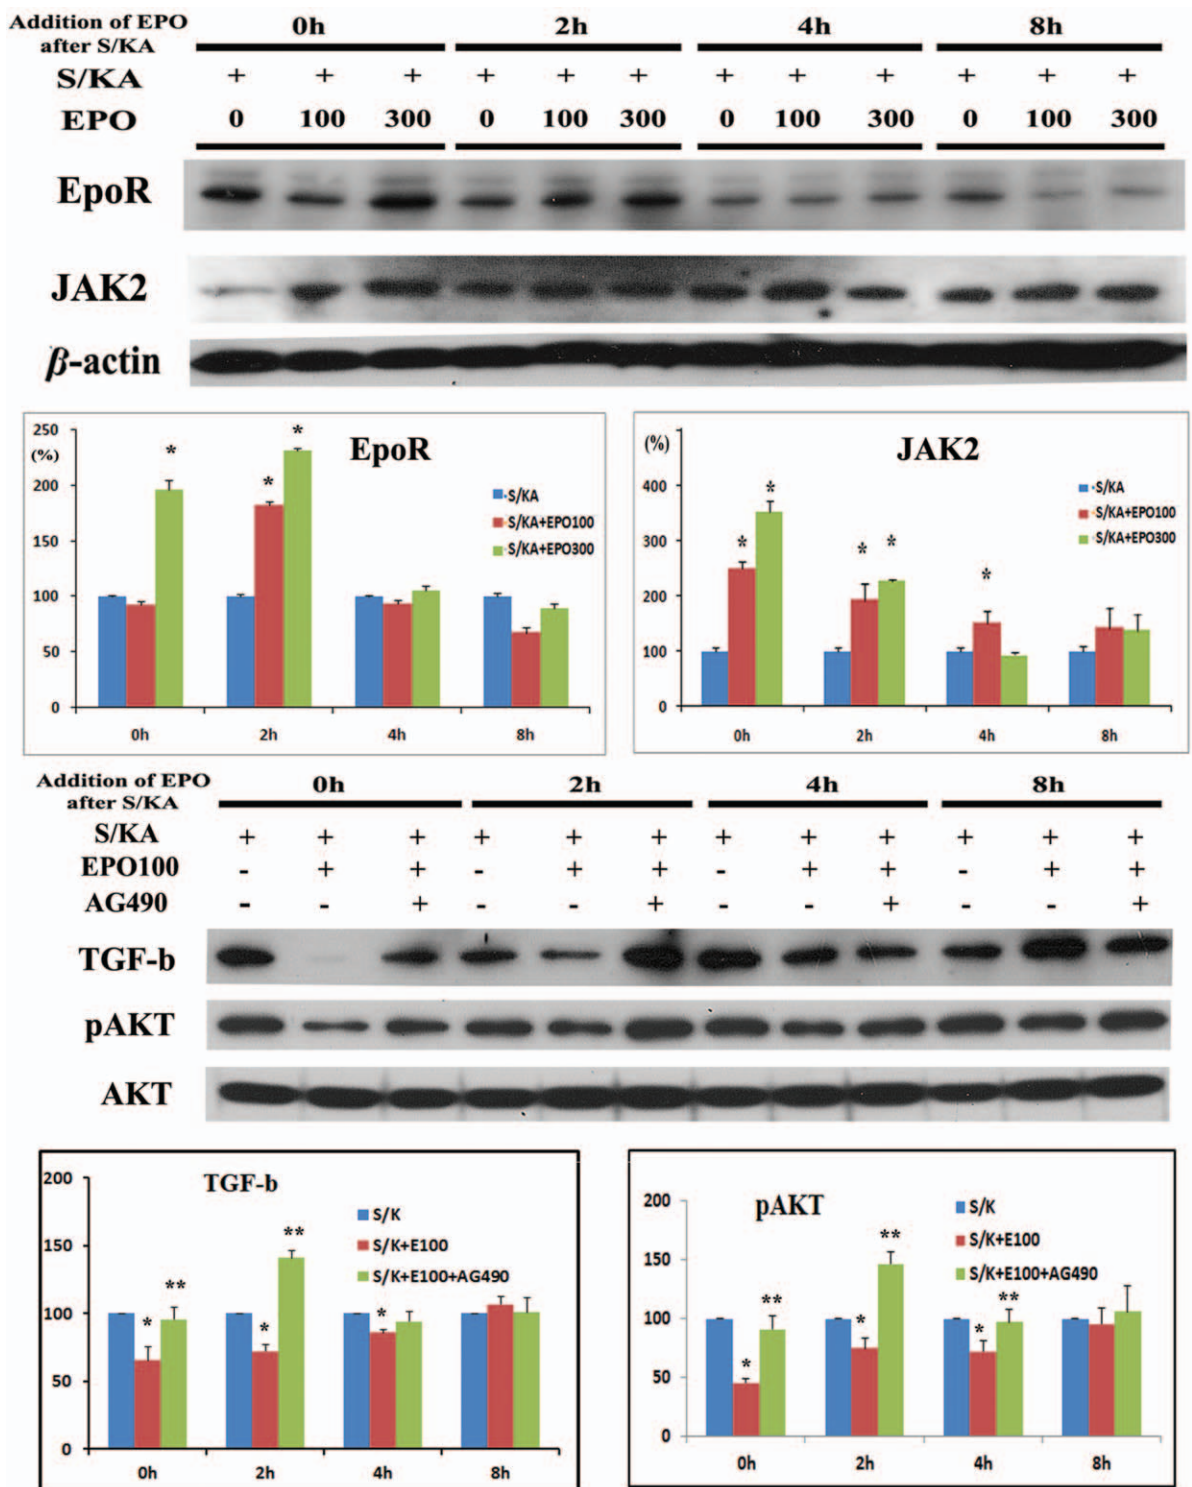 Addition of EPO after S/KA 0h 2h 4h 8h
S/KA + + + + + + + + + + + +
EPO 0 100 300 0 100 300 0 100 300 0 100 300
EpoR
JAK2
β-actin
EpoR
250
(%)
200
150
100
50
0
* * *
S/KA
S/KA+EPO100
S/KA+EPO300
0h 2h 4h 8h
JAK2
(%)
400
300
200
100
0
* * * * *
S/KA
S/KA+EPO100
S/KA+EPO300
0h 2h 4h 8h
Addition of EPO after S/KA 0h 2h 4h 8h
S/KA + + + + + + + + + + + +
EPO100 - + + - + + - + + - + +
AG490 - - + - - + - - + - - +
TGF-b
pAKT
AKT
TGF-b
200
150
100
50
0
* ** * ** *
S/K
S/K+E100
S/K+E100+AG490
0h 2h 4h 8h
pAKT
200
150
100
50
0
* ** * ** * **
S/K
S/K+E100
S/K+E100+AG490
0h 2h 4h 8h